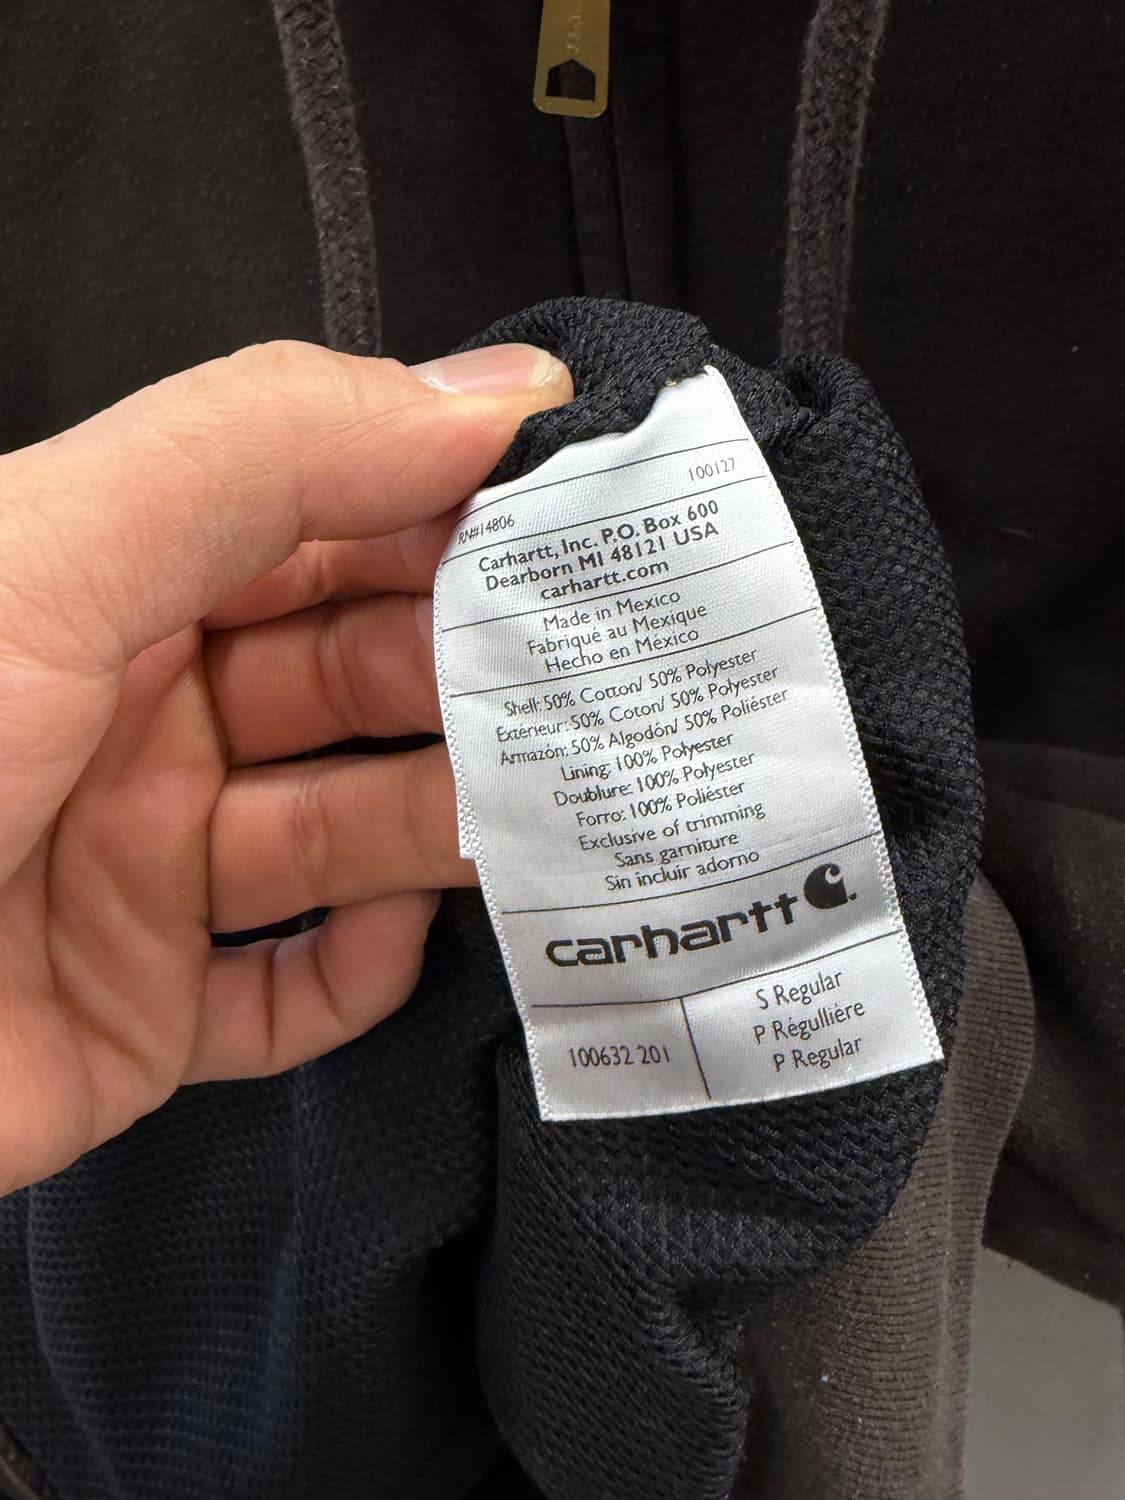 100127
RN#14806
Carhartt, Inc. P.O. Box 600
Dearborn MI 48121 USA
carhartt.com
Made in Mexico
Fabriqué au Mexique
Hecho en México
Shell: 50% Cotton/ 50% Polyester
Extérieur: 50% Coton/ 50% Polyester
Armazón: 50% Algodón/ 50% Poliéster
Lining: 100% Polyester
Doublure: 100% Polyester
Forro: 100% Poliéster
Exclusive of trimming
Sans garniture
Sin incluir adorno
carhartt
100632 201
S Regular
P Régullière
P Regular